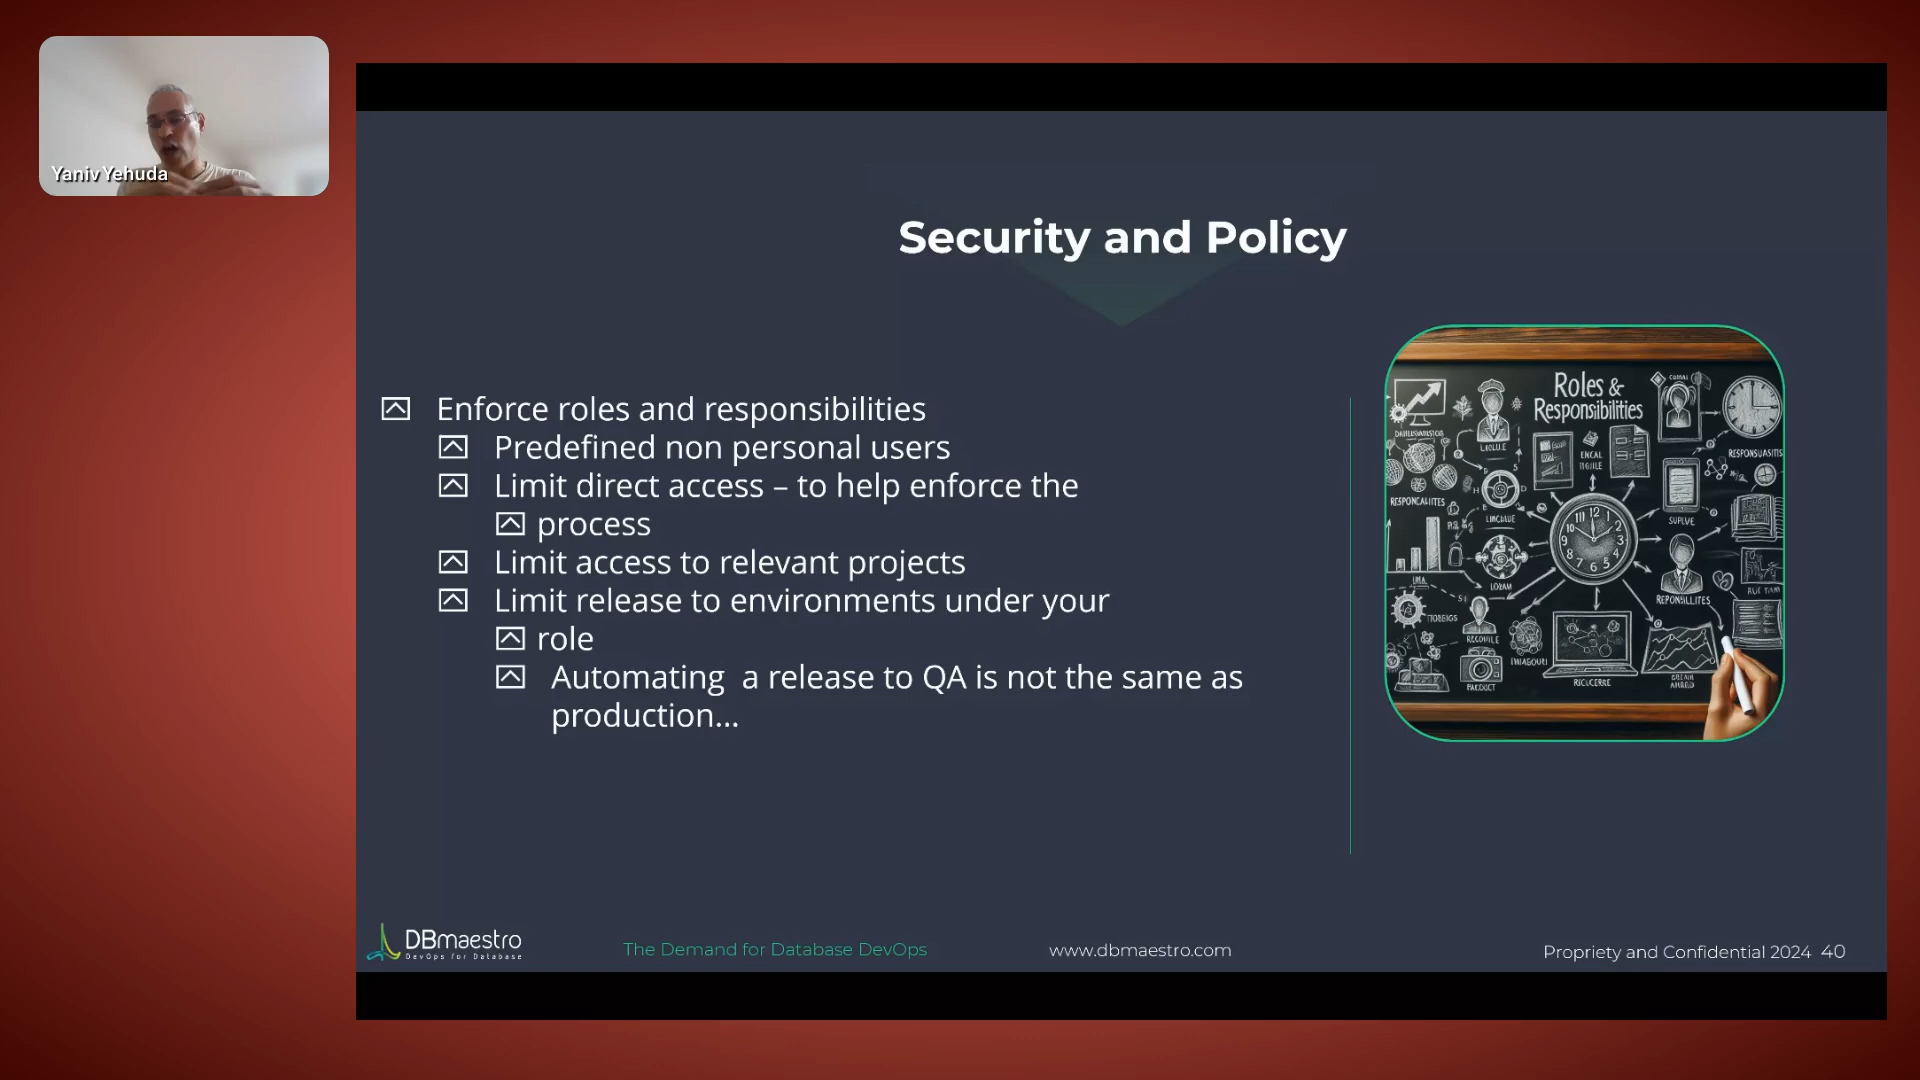 Yaniv Yehuda
Security and Policy
Enforce roles and responsibilities
Predefined non personal users
Limit direct access – to help enforce the
process
Limit access to relevant projects
Limit release to environments under your
role
Automating a release to QA is not the same as
production...
Roles &
Responsibilities
DBmaestro
DevOps for Database
The Demand for Database DevOps
www.dbmaestro.com
Propriety and Confidential 2024 40